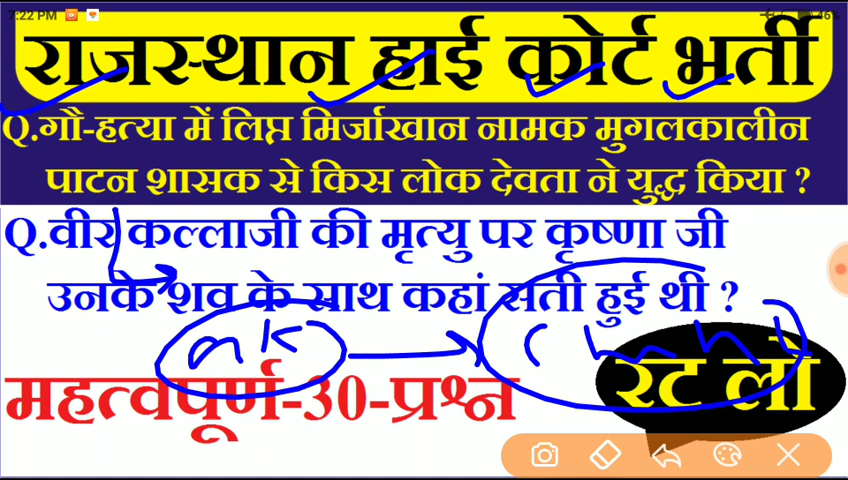 7:22 PM
46%
राजस्थान हाई कोर्ट भर्ती
Q.गौ-हत्या में लिप्त मिर्जाखान नामक मुगलकालीन
पाटन शासक से किस लोक देवता ने युद्ध किया ?
Q.वीर कल्लाजी की मृत्यु पर कृष्णा जी
उनके शव के साथ कहां सती हुई थी ?
महत्वपूर्ण-30-प्रश्न
रट लो